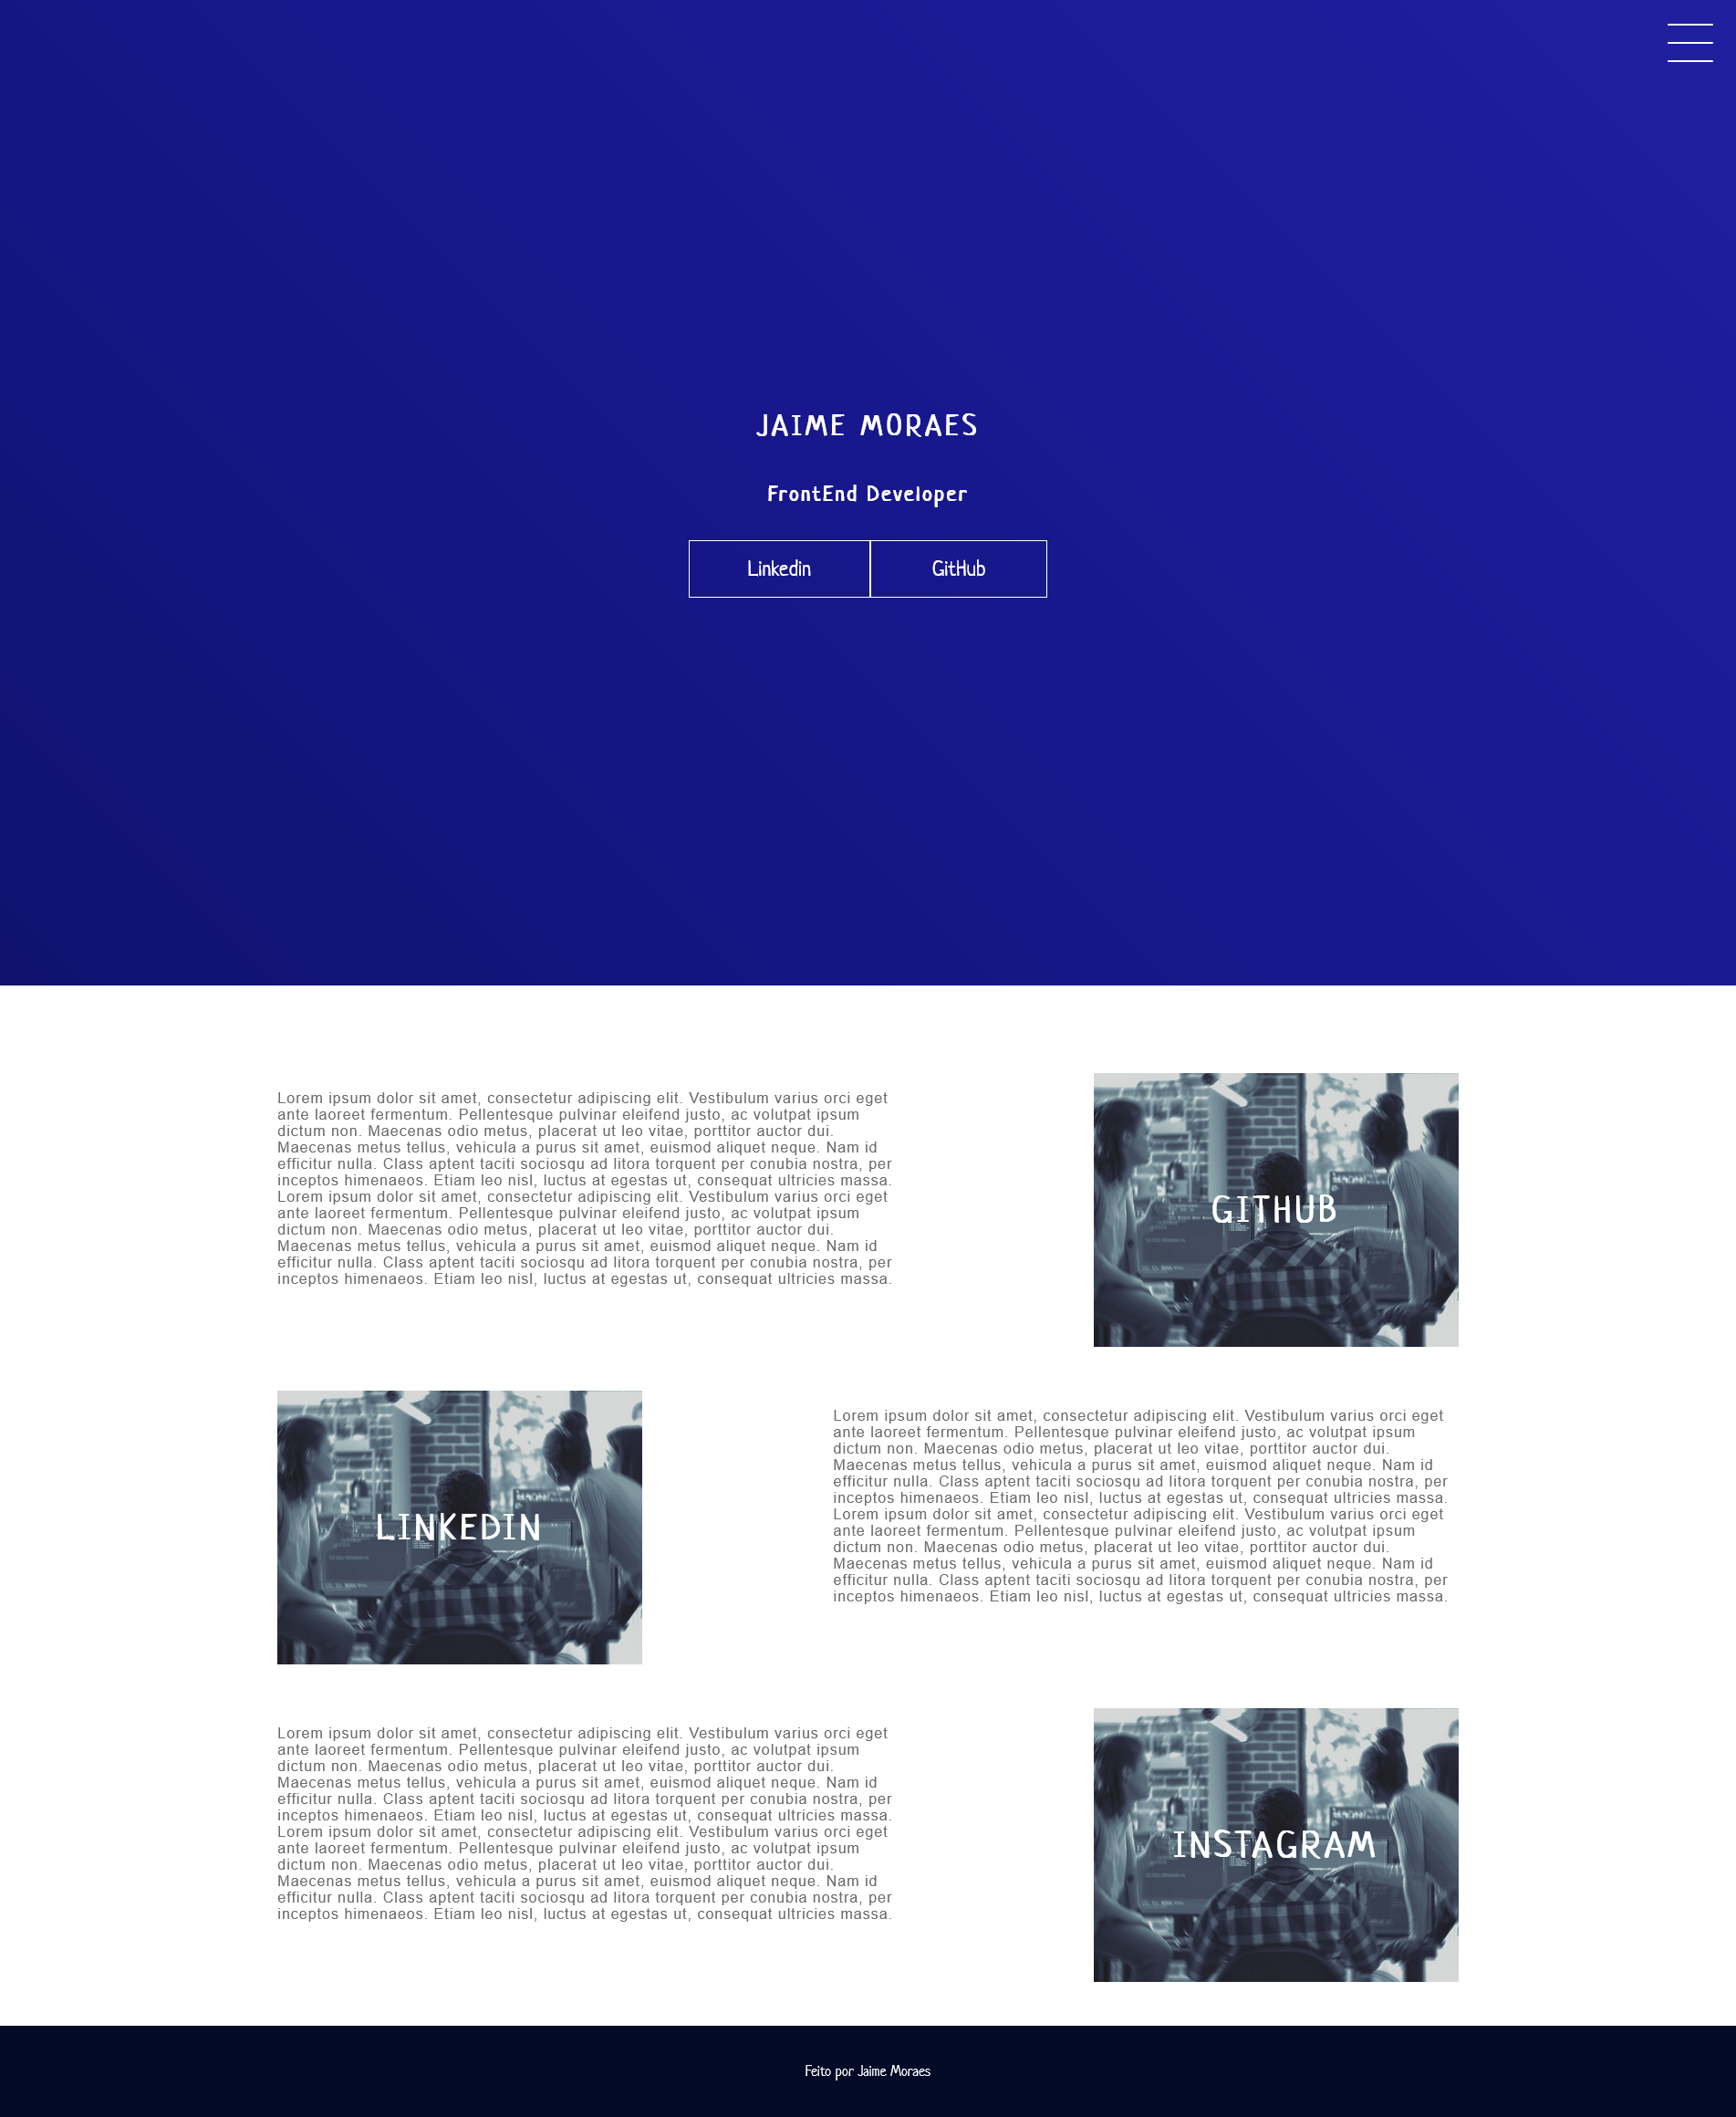 JAIME MORAES
FrontEnd Developer
Linkedin
GitHub
Lorem ipsum dolor sit amet, consectetur adipiscing elit. Vestibulum varius orci eget
ante laoreet fermentum. Pellentesque pulvinar eleifend justo, ac volutpat ipsum
dictum non. Maecenas odio metus, placerat ut leo vitae, porttitor auctor dui.
Maecenas metus tellus, vehicula a purus sit amet, euismod aliquet neque. Nam id
efficitur nulla. Class aptent taciti sociosqu ad litora torquent per conubia nostra, per
inceptos himenaeos. Etiam leo nisl, luctus at egestas ut, consequat ultricies massa.
Lorem ipsum dolor sit amet, consectetur adipiscing elit. Vestibulum varius orci eget
ante laoreet fermentum. Pellentesque pulvinar eleifend justo, ac volutpat ipsum
dictum non. Maecenas odio metus, placerat ut leo vitae, porttitor auctor dui.
Maecenas metus tellus, vehicula a purus sit amet, euismod aliquet neque. Nam id
efficitur nulla. Class aptent taciti sociosqu ad litora torquent per conubia nostra, per
inceptos himenaeos. Etiam leo nisl, luctus at egestas ut, consequat ultricies massa.
GITHUB
LINKEDIN
Lorem ipsum dolor sit amet, consectetur adipiscing elit. Vestibulum varius orci eget
ante laoreet fermentum. Pellentesque pulvinar eleifend justo, ac volutpat ipsum
dictum non. Maecenas odio metus, placerat ut leo vitae, porttitor auctor dui.
Maecenas metus tellus, vehicula a purus sit amet, euismod aliquet neque. Nam id
efficitur nulla. Class aptent taciti sociosqu ad litora torquent per conubia nostra, per
inceptos himenaeos. Etiam leo nisl, luctus at egestas ut, consequat ultricies massa.
Lorem ipsum dolor sit amet, consectetur adipiscing elit. Vestibulum varius orci eget
ante laoreet fermentum. Pellentesque pulvinar eleifend justo, ac volutpat ipsum
dictum non. Maecenas odio metus, placerat ut leo vitae, porttitor auctor dui.
Maecenas metus tellus, vehicula a purus sit amet, euismod aliquet neque. Nam id
efficitur nulla. Class aptent taciti sociosqu ad litora torquent per conubia nostra, per
inceptos himenaeos. Etiam leo nisl, luctus at egestas ut, consequat ultricies massa.
Lorem ipsum dolor sit amet, consectetur adipiscing elit. Vestibulum varius orci eget
ante laoreet fermentum. Pellentesque pulvinar eleifend justo, ac volutpat ipsum
dictum non. Maecenas odio metus, placerat ut leo vitae, porttitor auctor dui.
Maecenas metus tellus, vehicula a purus sit amet, euismod aliquet neque. Nam id
efficitur nulla. Class aptent taciti sociosqu ad litora torquent per conubia nostra, per
inceptos himenaeos. Etiam leo nisl, luctus at egestas ut, consequat ultricies massa.
Lorem ipsum dolor sit amet, consectetur adipiscing elit. Vestibulum varius orci eget
ante laoreet fermentum. Pellentesque pulvinar eleifend justo, ac volutpat ipsum
dictum non. Maecenas odio metus, placerat ut leo vitae, porttitor auctor dui.
Maecenas metus tellus, vehicula a purus sit amet, euismod aliquet neque. Nam id
efficitur nulla. Class aptent taciti sociosqu ad litora torquent per conubia nostra, per
inceptos himenaeos. Etiam leo nisl, luctus at egestas ut, consequat ultricies massa.
INSTAGRAM
Feito por Jaime Moraes